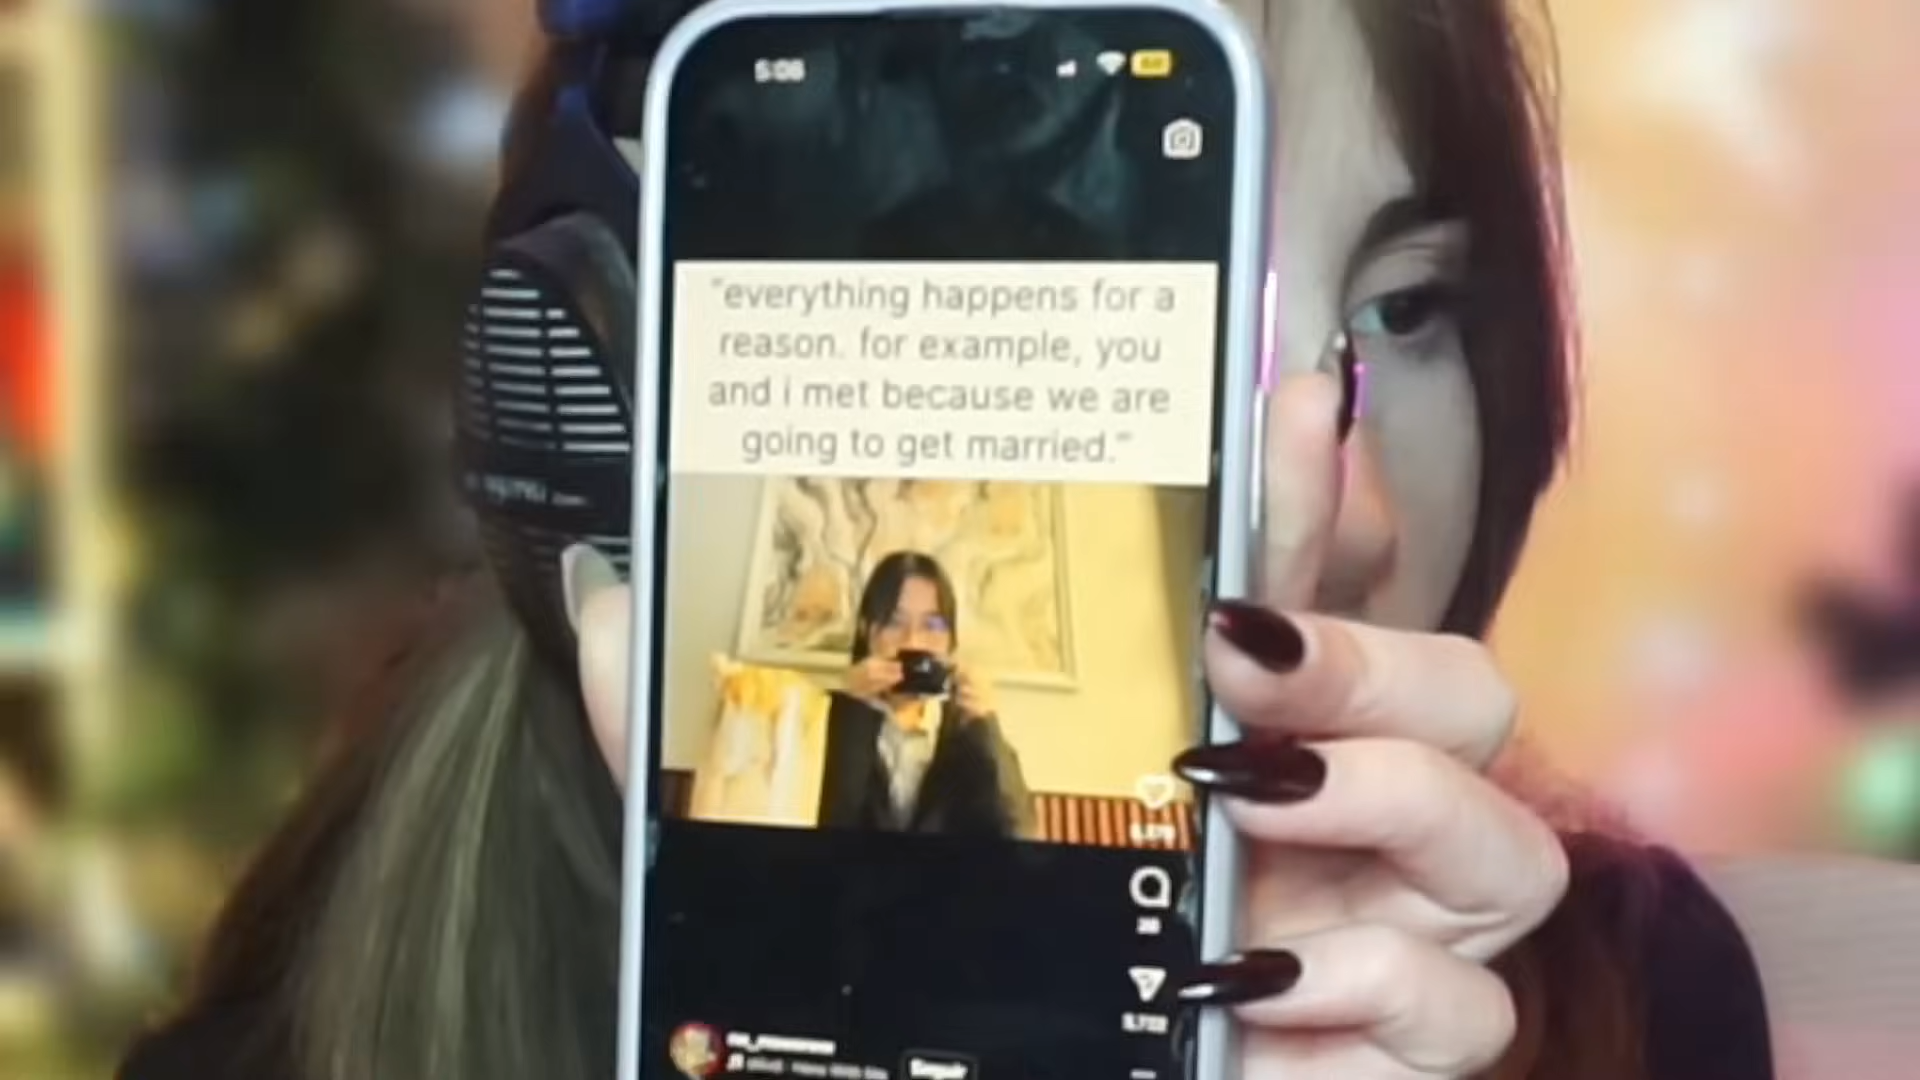 5:06
"everything happens for a
reason. for example, you
and i met because we are
going to get married."
Seguir